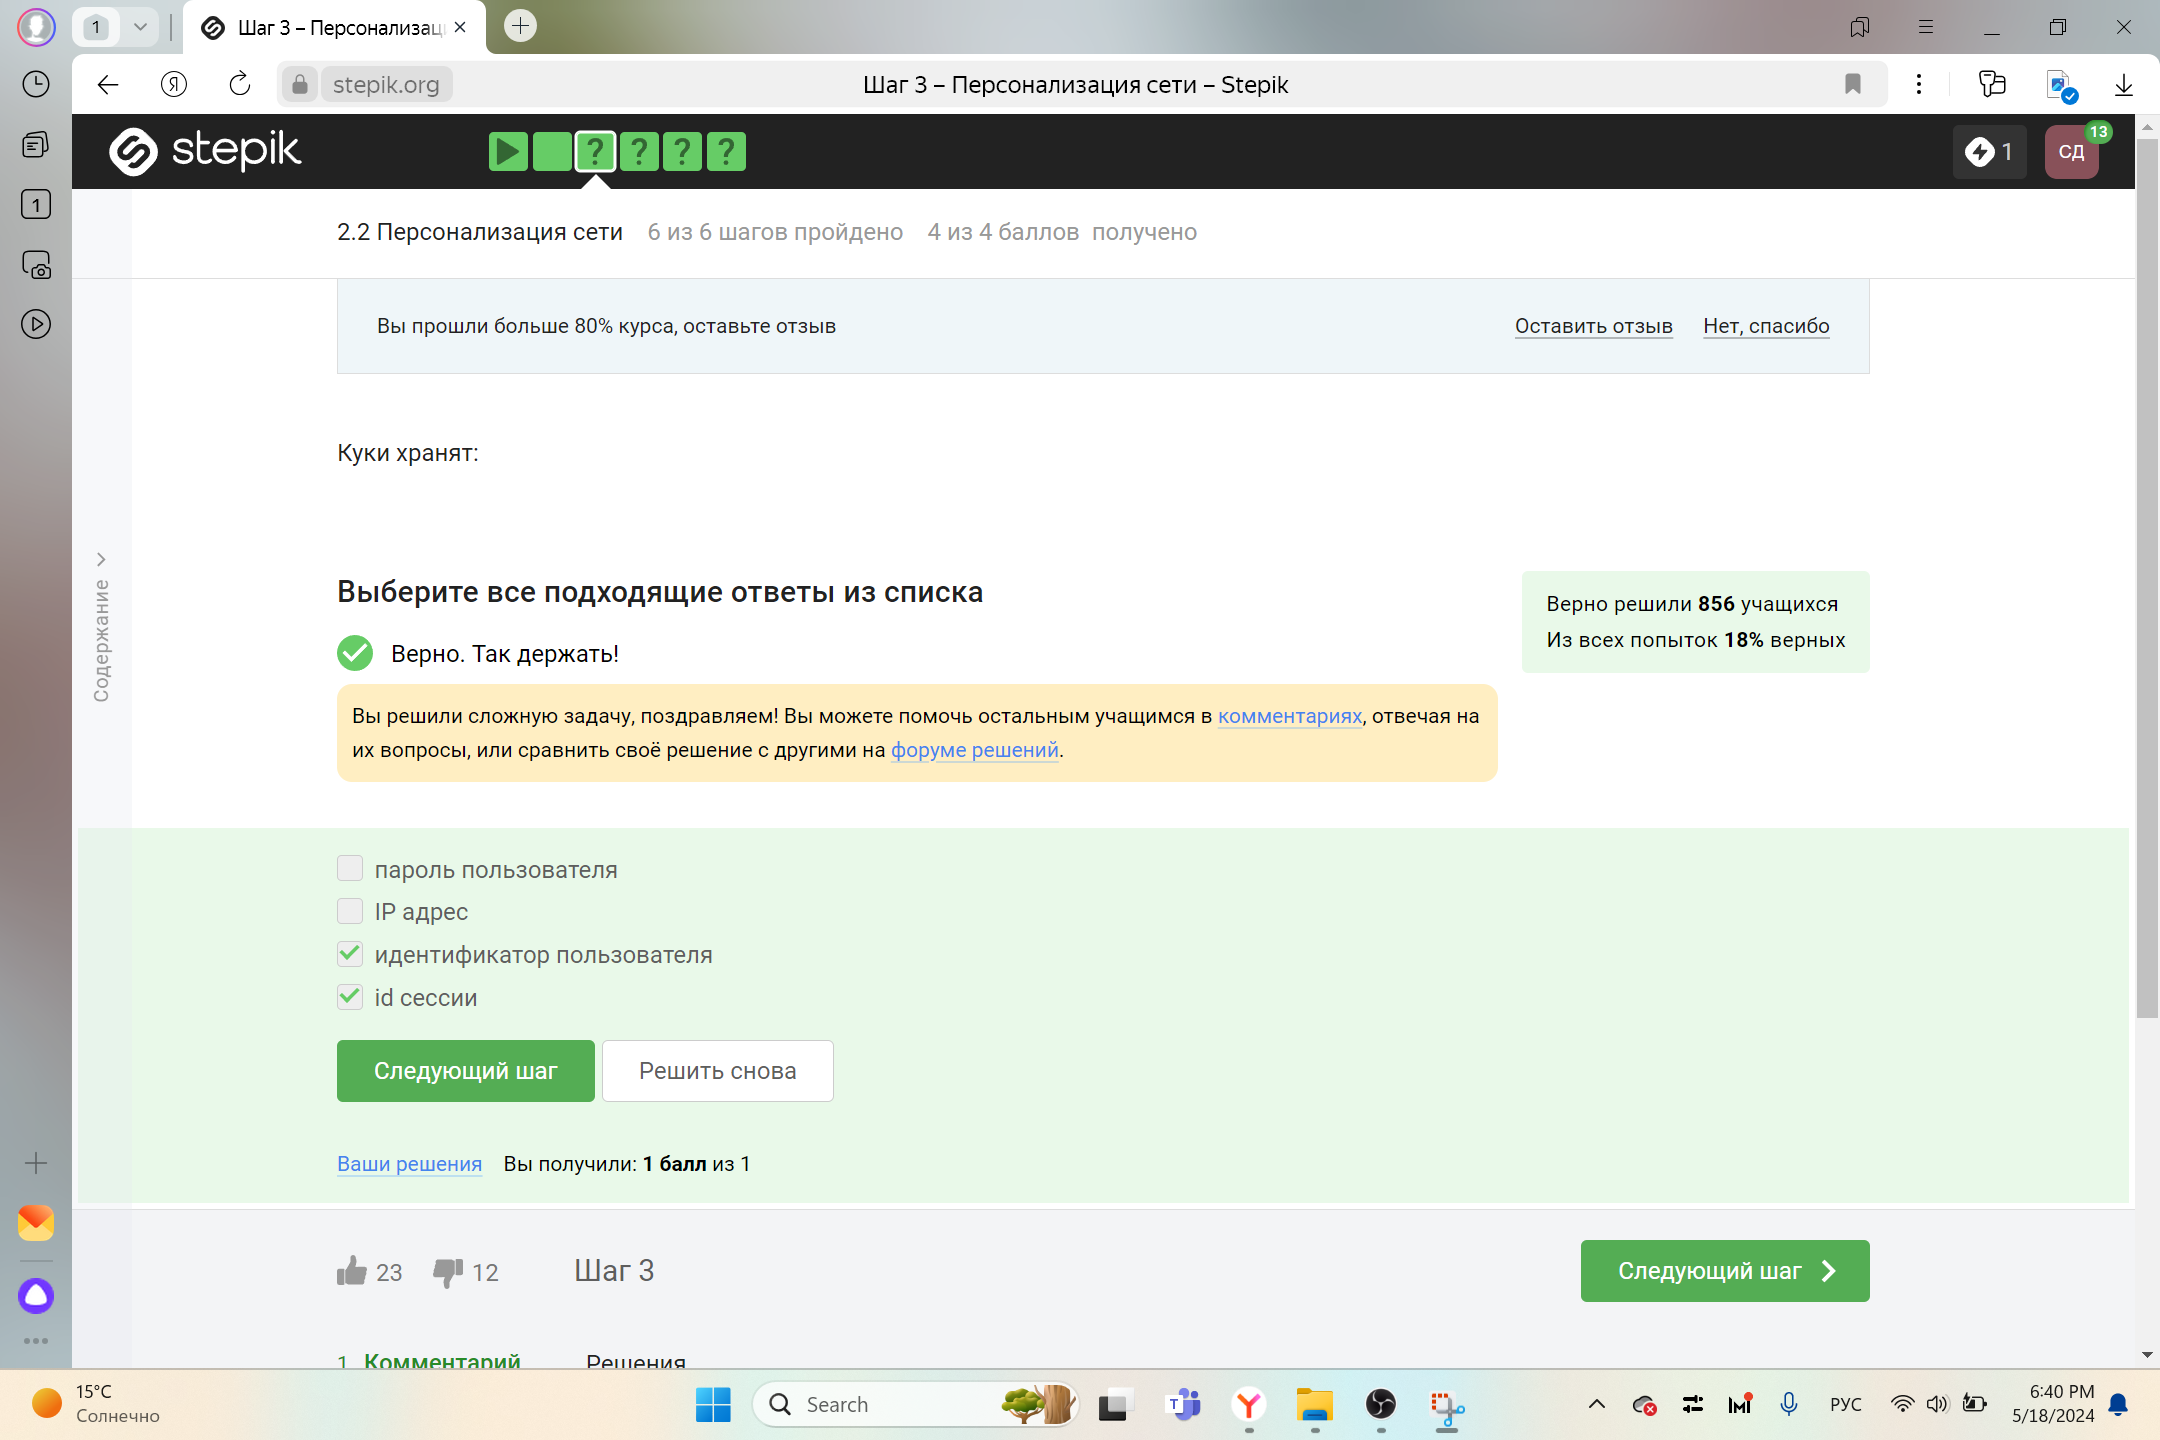 1
Шаг 3 – Персонализац
stepik.org
Шаг 3 – Персонализация сети – Stepik
1
stepik
? ? ? ?
1
СД
13
2.2 Персонализация сети 6 из 6 шагов пройдено 4 из 4 баллов получено
Вы прошли больше 80% курса, оставьте отзыв
Оставить отзыв
Нет, спасибо
Куки хранят:
Содержание
Выберите все подходящие ответы из списка
Верно решили 856 учащихся
Из всех попыток 18% верных
Верно. Так держать!
Вы решили сложную задачу, поздравляем! Вы можете помочь остальным учащимся в комментариях, отвечая на
их вопросы, или сравнить своё решение с другими на форуме решений.
пароль пользователя
IP адрес
идентификатор пользователя
id сессии
Следующий шаг
Решить снова
Ваши решения Вы получили: 1 балл из 1
23
12
Шаг 3
Следующий шаг
1 Комментарий
Решения
15°C
Солнечно
Search
РУС
6:40 PM
5/18/2024